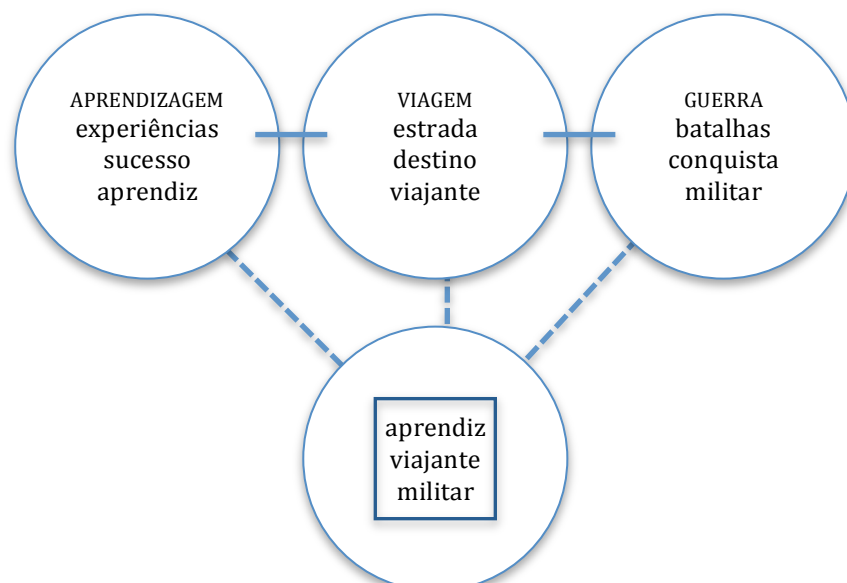 APRENDIZAGEM
experiências
sucesso
aprendiz
VIAGEM
estrada
destino
viajante
GUERRA
batalhas
conquista
militar
aprendiz
viajante
militar